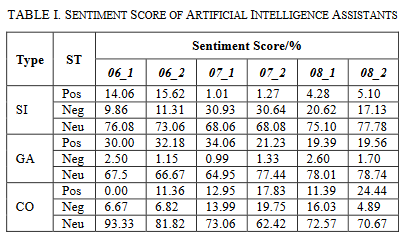 TABLE I. SENTIMENT SCORE OF ARTIFICIAL INTELLIGENCE ASSISTANTS
Type ST Sentiment Score/%
06_1 06_2 07_1 07_2 08_1 08_2
SI Pos 14.06 15.62 1.01 1.27 4.28 5.10
Neg 9.86 11.31 30.93 30.64 20.62 17.13
Neu 76.08 73.06 68.06 68.08 75.10 77.78
GA Pos 30.00 32.18 34.06 21.23 19.39 19.56
Neg 2.50 1.15 0.99 1.33 2.60 1.70
Neu 67.5 66.67 64.95 77.44 78.01 78.74
CO Pos 0.00 11.36 12.95 17.83 11.39 24.44
Neg 6.67 6.82 13.99 19.75 16.03 4.89
Neu 93.33 81.82 73.06 62.42 72.57 70.67